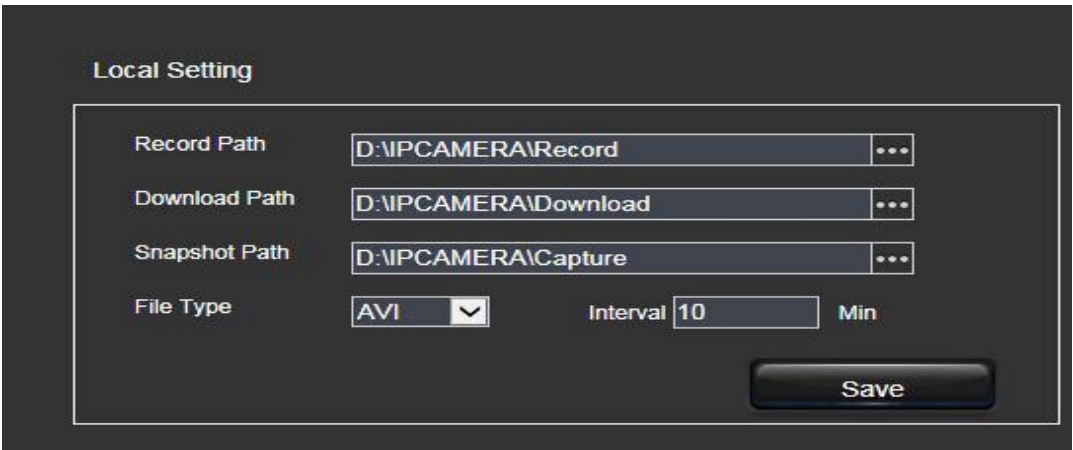 Local Setting
Record Path D:\IPCAMERA\Record •••
Download Path D:\IPCAMERA\Download •••
Snapshot Path D:\IPCAMERA\Capture •••
File Type AVI Interval 10 Min
Save